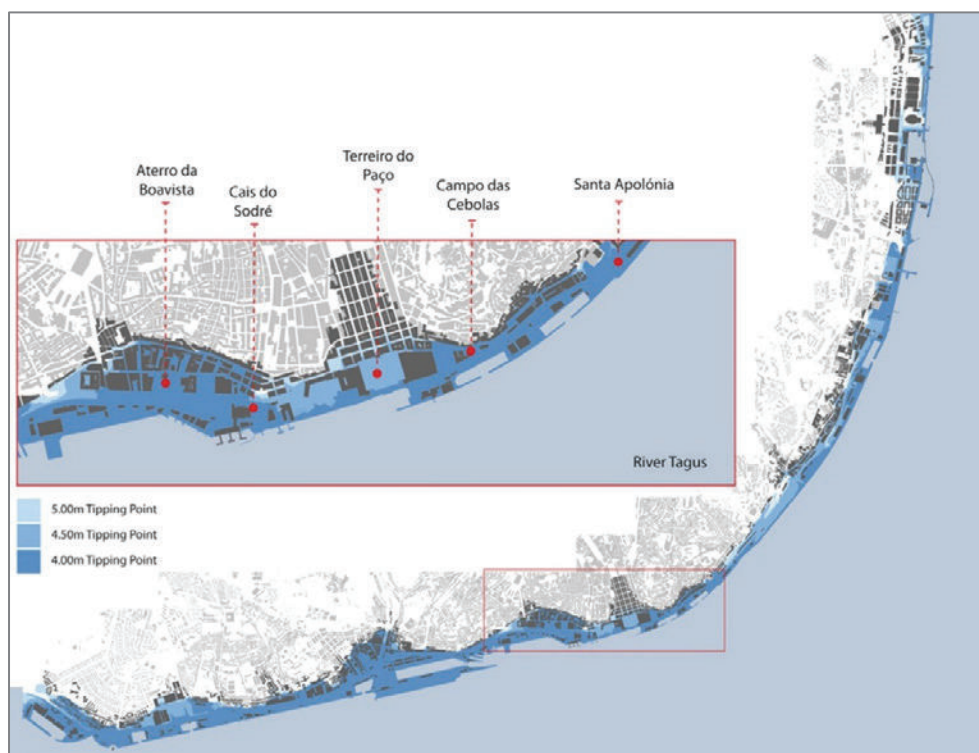 Aterro da
Boavista
Cais do
Sodré
Terreiro do
Paço
Campo das
Cebolas
Santa Apolónia
River Tagus
5.00m Tipping Point
4.50m Tipping Point
4.00m Tipping Point